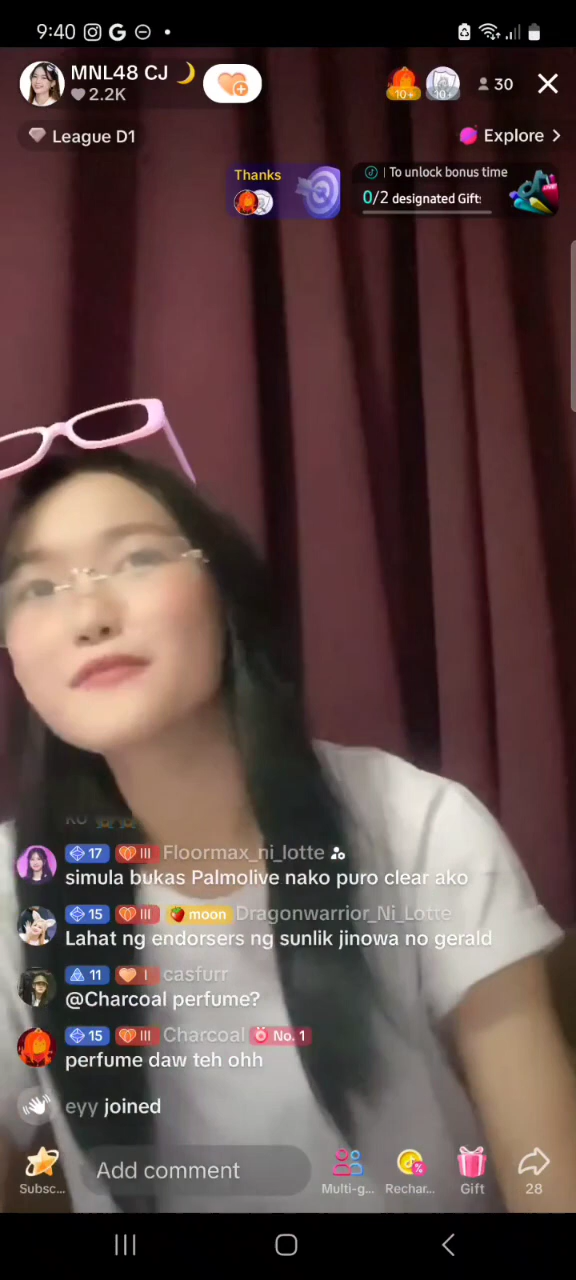 9:40
MNL48 CJ 🌙
2.2K
10+
10+
30
League D1
Explore
Thanks
To unlock bonus time
0/2 designated Gift:
17 III Floormax_ni_lotte
simula bukas Palmolive nako puro clear ako
15 III moon Dragonwarrior_Ni_Lotte
Lahat ng endorsers ng sunlik jinowa no gerald
11 I casfurr
@Charcoal perfume?
15 III Charcoal No. 1
perfume daw teh ohh
eyy joined
Add comment
Subsc...
Multi-g...
Rechar...
Gift
28